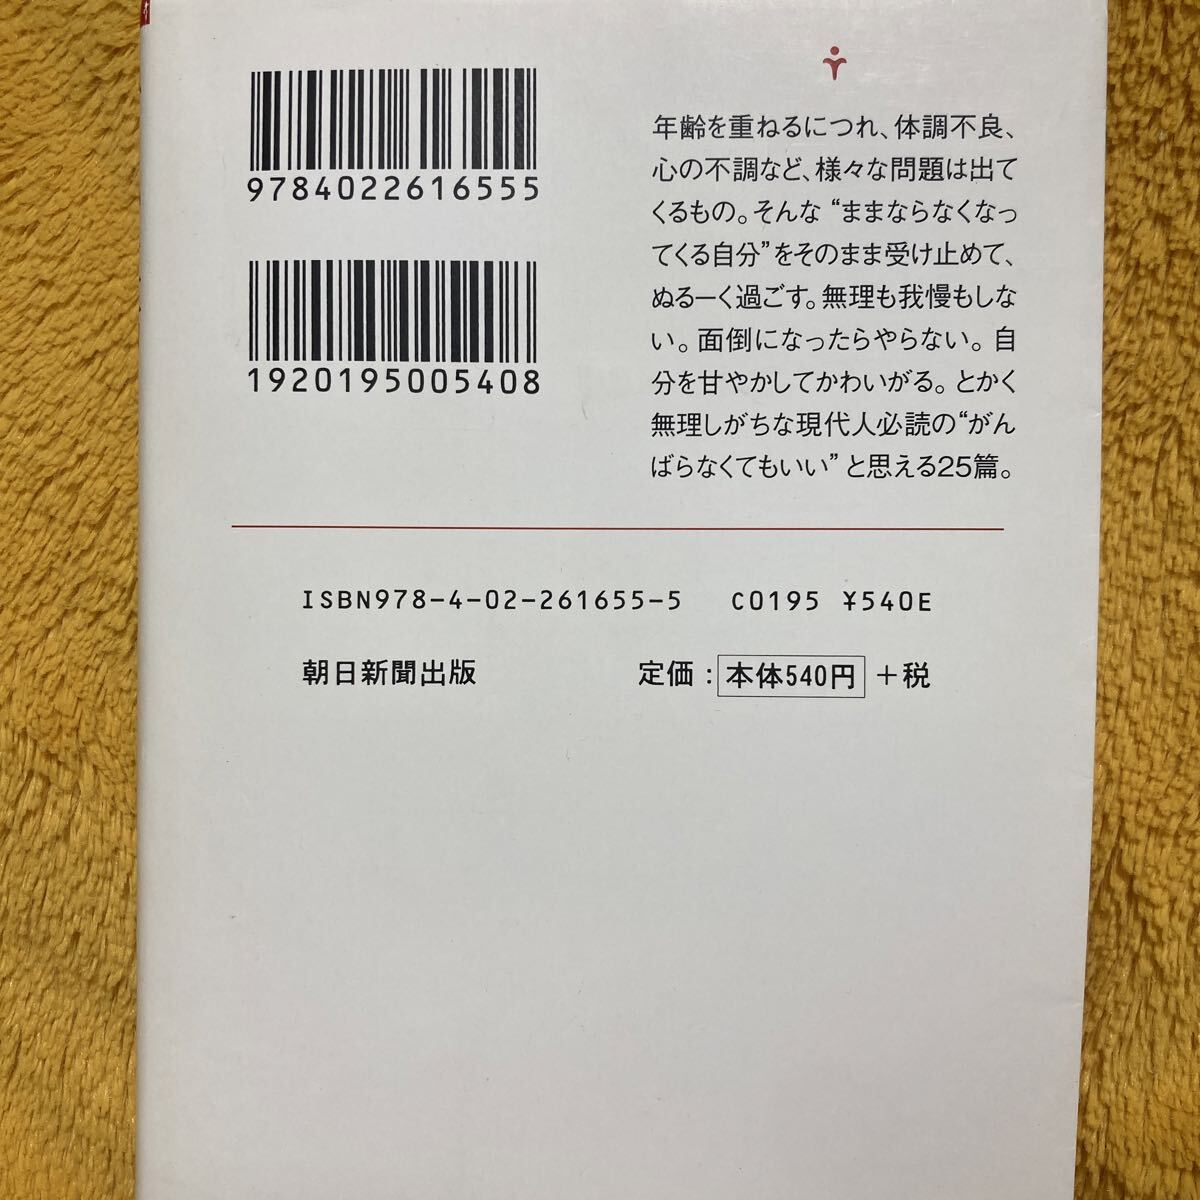 9784022616555
1920195005408
年齢を重ねるにつれ、体調不良、
心の不調など、様々な問題は出て
くるもの。そんな“ままならなくなっ
てくる自分”をそのまま受け止めて、
ぬるーく過ごす。無理も我慢もしな
い。面倒になったらやらない。自
分を甘やかしてかわいがる。とかく
無理しがちな現代人必読の“がん
ばらなくてもいい”と思える25篇。
ISBN978-4-02-261655-5 C0195 ¥540E
朝日新聞出版 定価:本体540円+税